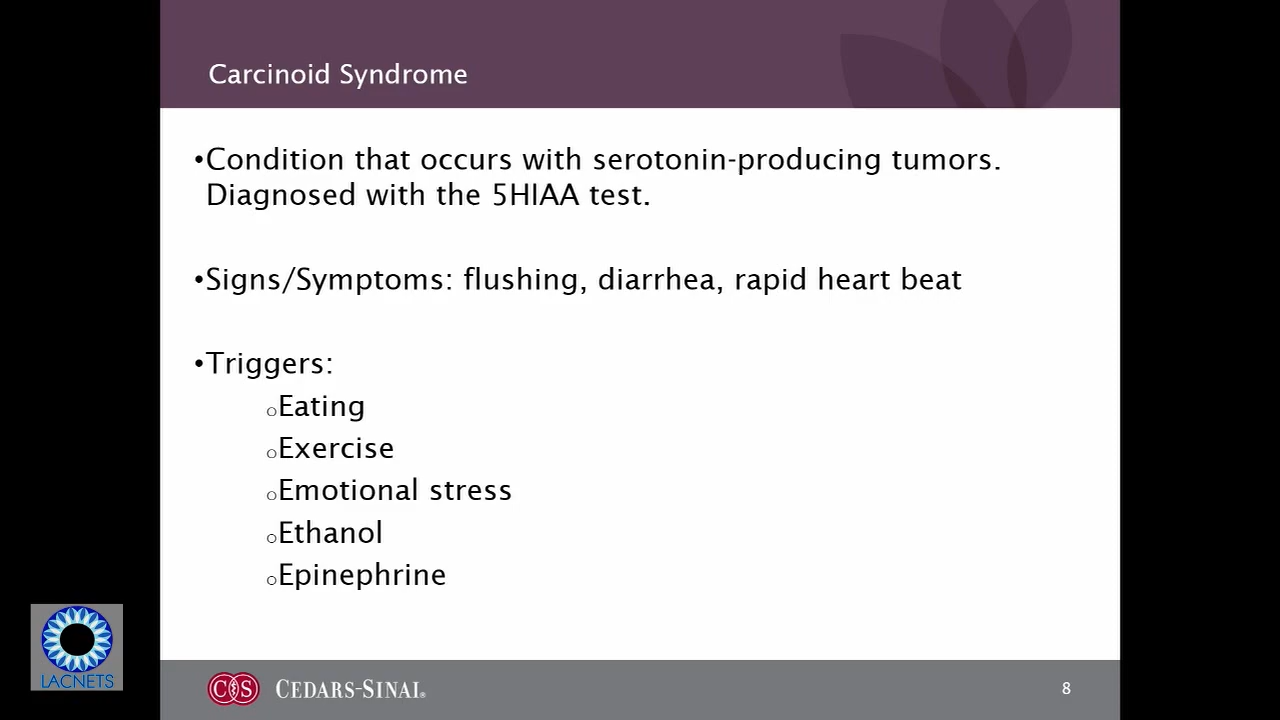 Carcinoid Syndrome
•Condition that occurs with serotonin-producing tumors.
Diagnosed with the 5HIAA test.
•Signs/Symptoms: flushing, diarrhea, rapid heart beat
•Triggers:
oEating
oExercise
oEmotional stress
oEthanol
oEpinephrine
LACNETS
CS CEDARS-SINAI®
8